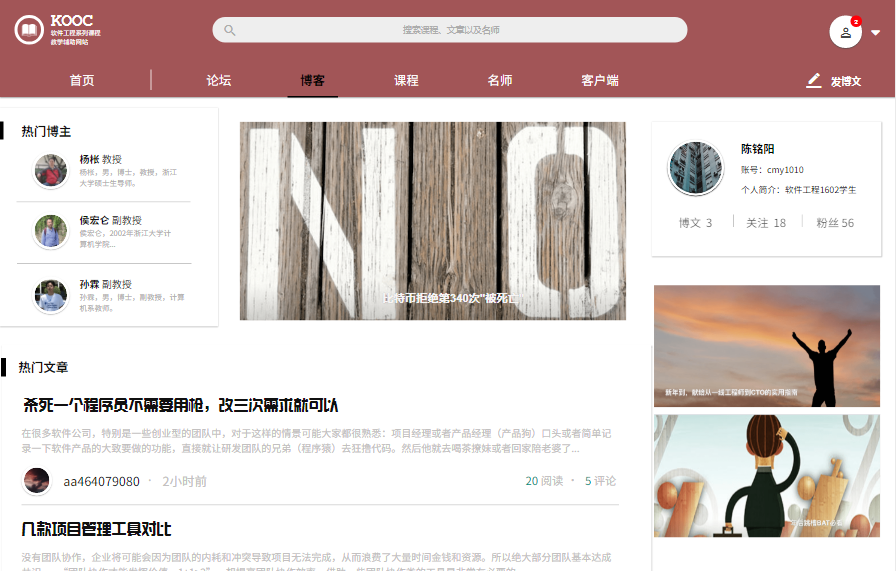 KOOC
软件工程系列课程
教学辅助网站
搜索课程、文章以及名师
2
首页
论坛
博客
课程
名师
客户端
发博文
热门博主
杨枨 教授
杨枨，男，博士，教授，浙江
大学硕士生导师。
侯宏仑 副教授
侯宏仑，2002年浙江大学计
算机学院...
孙霖 副教授
孙霖，男，博士，副教授，计算
机系教师。
NO
比特币拒绝第340次"被死亡"
陈铭阳
账号：cmy1010
个人简介：软件工程1602学生
博文 3
关注 18
粉丝 56
新年到，献给从一线工程师到CTO的实用指南
热门文章
杀死一个程序员不需要用枪，改三次需求就可以
在很多软件公司，特别是一些创业型的团队中，对于这样的情景可能大家都很熟悉：项目经理或者产品经理（产品狗）口头或者简单记
录一下软件产品的大致要做的功能，直接就让研发团队的兄弟（程序猿）去狂撸代码。然后他就去喝茶撩妹或者回家陪老婆了...
aa464079080 · 2小时前
20 阅读 · 5 评论
几款项目管理工具对比
没有团队协作，企业将可能会因为团队的内耗和冲突导致项目无法完成，从而浪费了大量时间金钱和资源。所以绝大部分团队基本达成